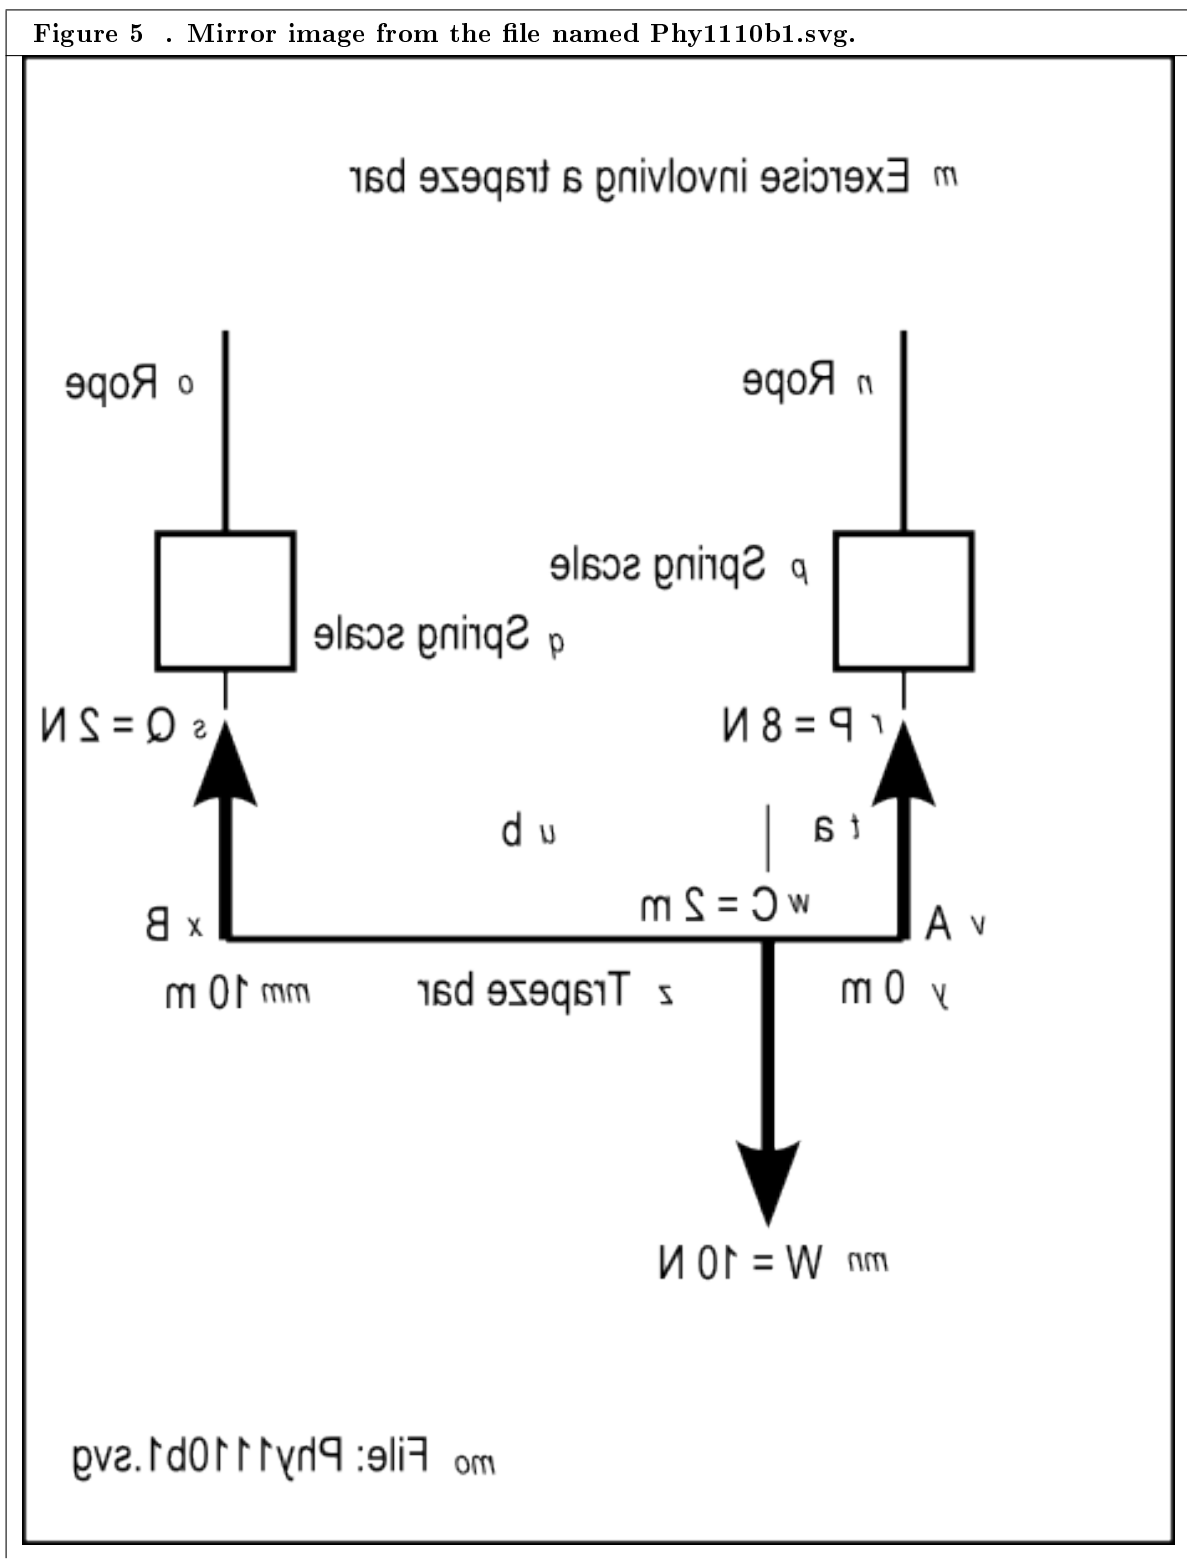 Figure 5 . Mirror image from the file named Phy1110b1.svg.
m Exercise involving a trapeze bar
n Rope
o Rope
p Spring scale
q Spring scale
r P = 8 N
s Q = 2 N
t a
u b
v A
w C = 2 m
x B
y 0 m
z Trapeze bar
mm 10 m
mn W = 10 N
mo File: Phy1110b1.svg